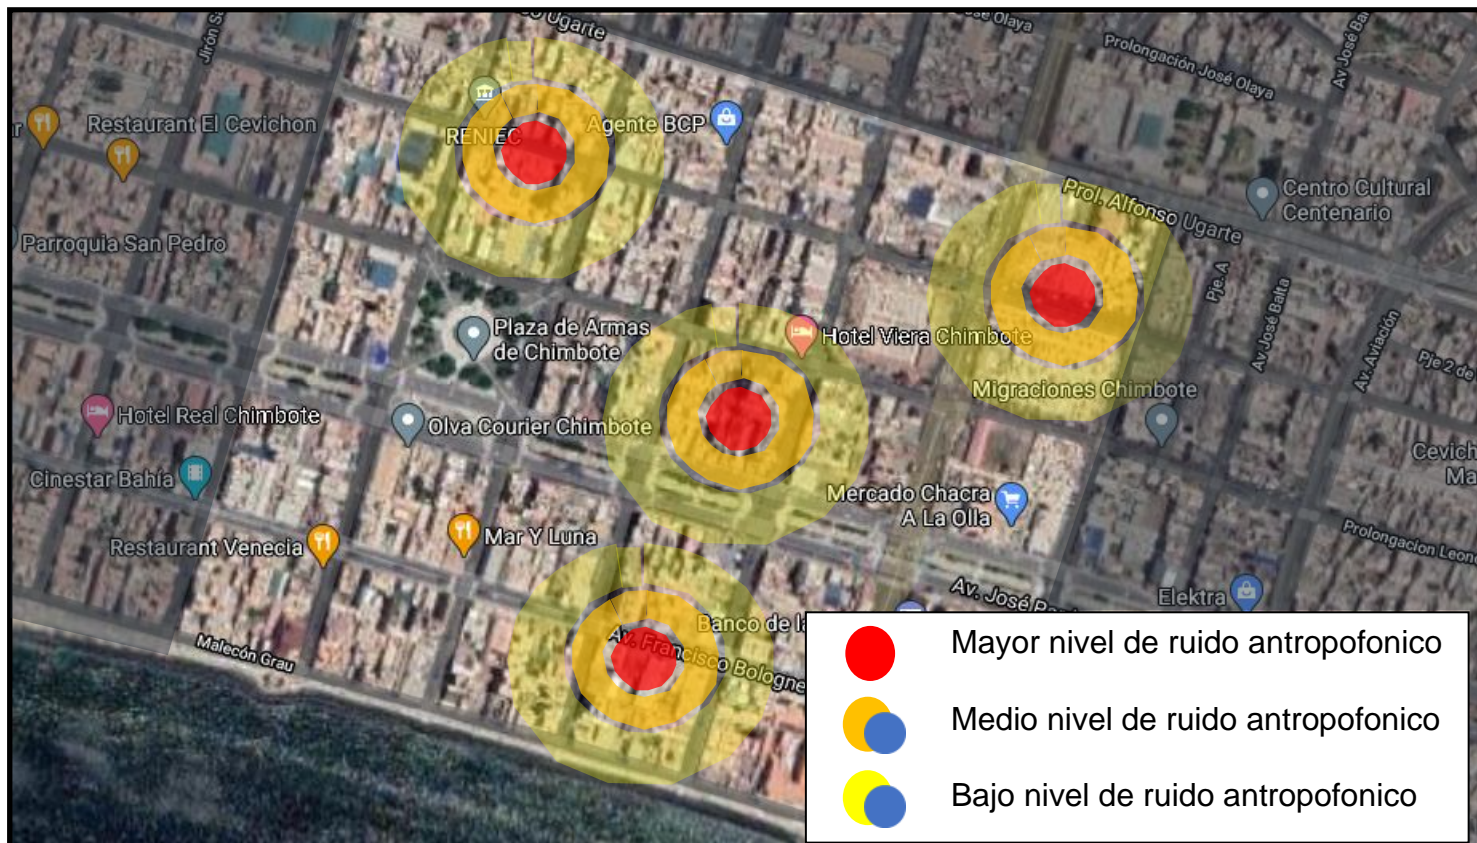 Ugarte
Jirón
José Olaya
Prolongación José Olaya
Av José
Restaurant El Cevichon
RENIEC
Agente BCP
Prol. Alfonso Ugarte
Centro Cultural
Centenario
Parroquia San Pedro
Pje. A
Av José Balta
Av. Aviación
Pje 2 de
Plaza de Armas
de Chimbote
Hotel Viera Chimbote
Migraciones Chimbote
Hotel Real Chimbote
Olva Courier Chimbote
Cinestar Bahía
Mercado Chacra
A La Olla
Restaurant Venecia
Mar Y Luna
Av. José
Elektra
Banco de la
Av. Francisco Bologne
Malecón Grau
Mayor nivel de ruido antropofonico
Medio nivel de ruido antropofonico
Bajo nivel de ruido antropofonico